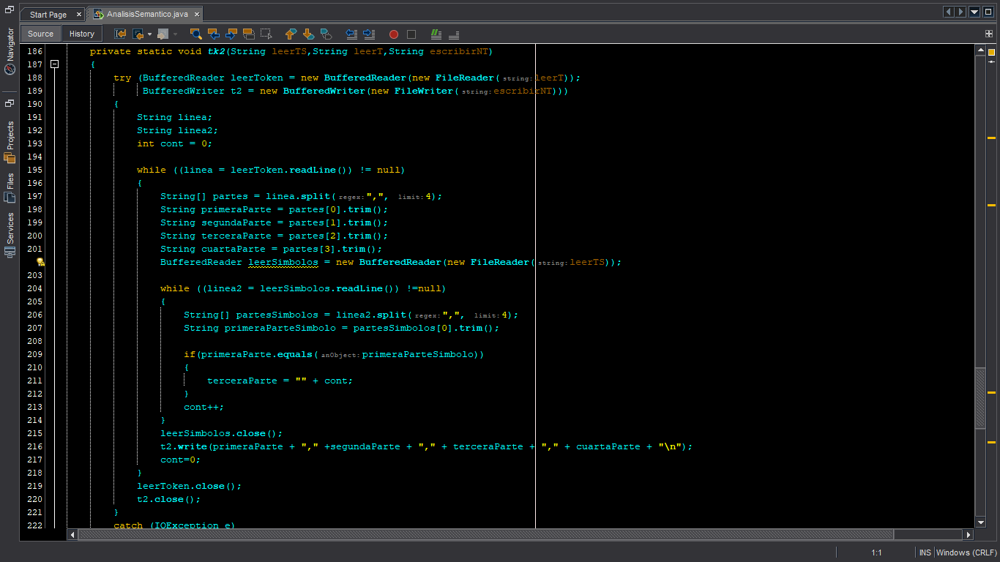 Start Page × AnalisisSemantico.java ×
Source History
Navigator
Projects
Files
Services
186 private static void tk2(String leerTS,String leerT,String escribirNT)
187 {
188 try (BufferedReader leerToken = new BufferedReader(new FileReader(string:leerT));
189 BufferedWriter t2 = new BufferedWriter(new FileWriter(string:escribirNT)))
190 {
191 String linea;
192 String linea2;
193 int cont = 0;
194
195 while ((linea = leerToken.readLine()) != null)
196 {
197 String[] partes = linea.split(regex:",", limit:4);
198 String primeraParte = partes[0].trim();
199 String segundaParte = partes[1].trim();
200 String terceraParte = partes[2].trim();
201 String cuartaParte = partes[3].trim();
BufferedReader leerSimbolos = new BufferedReader(new FileReader(string:leerTS));
203
204 while ((linea2 = leerSimbolos.readLine()) !=null)
205 {
206 String[] partesSimbolos = linea2.split(regex:",", limit:4);
207 String primeraParteSimbolo = partesSimbolos[0].trim();
208
209 if(primeraParte.equals(anObject:primeraParteSimbolo))
210 {
211 terceraParte = "" + cont;
212 }
213 cont++;
214 }
215 leerSimbolos.close();
216 t2.write(primeraParte + "," +segundaParte + "," + terceraParte + "," + cuartaParte + "\n");
217 cont=0;
218 }
219 leerToken.close();
220 t2.close();
221 }
222 catch (IOException e)
1:1 INS Windows (CRLF)